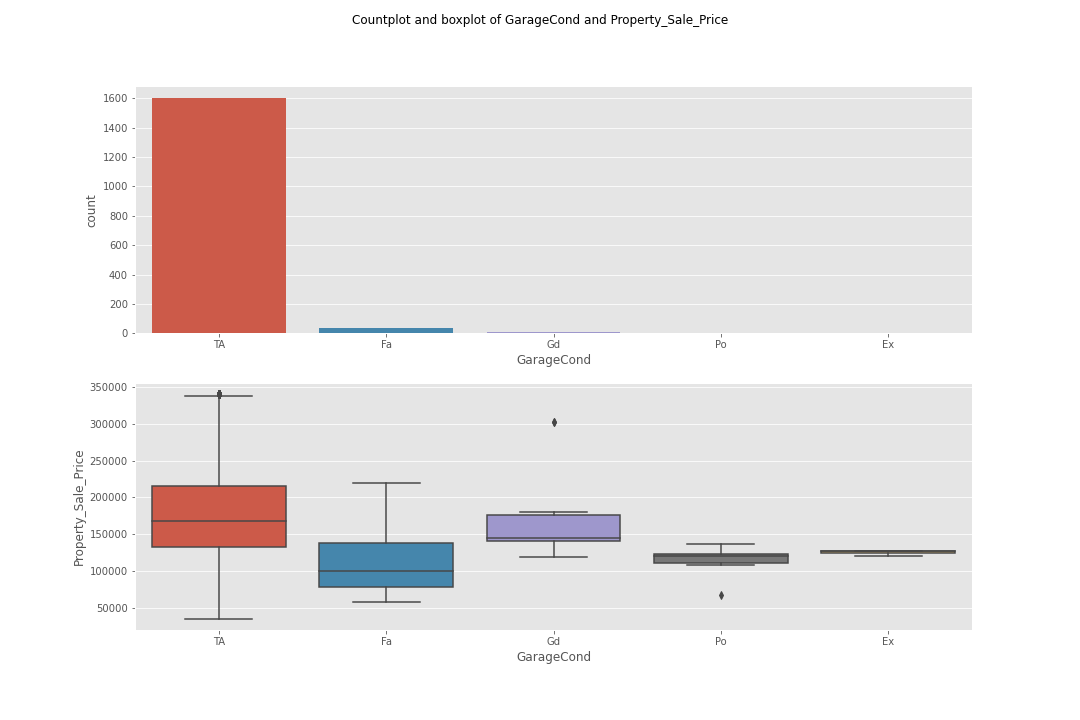 Countplot and boxplot of GarageCond and Property_Sale_Price
1600
1400
1200
1000
800
600
400
200
0
count
TA Fa Gd Po Ex
GarageCond
350000
300000
250000
200000
150000
100000
50000
Property_Sale_Price
TA Fa Gd Po Ex
GarageCond